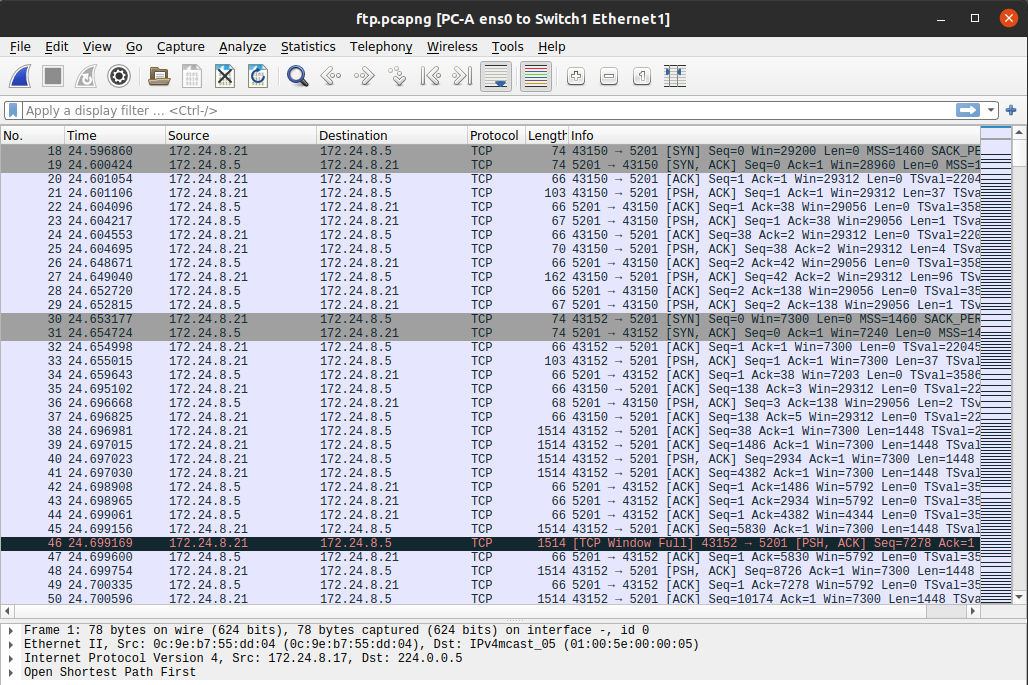 ftp.pcapng [PC-A ens0 to Switch1 Ethernet1]
File Edit View Go Capture Analyze Statistics Telephony Wireless Tools Help
Apply a display filter … <Ctrl-/>
No. Time Source Destination Protocol Length Info
18 24.596860 172.24.8.21 172.24.8.5 TCP 74 43150 → 5201 [SYN] Seq=0 Win=29200 Len=0 MSS=1460 SACK_PE
19 24.600424 172.24.8.5 172.24.8.21 TCP 74 5201 → 43150 [SYN, ACK] Seq=0 Ack=1 Win=28960 Len=0 MSS=1
20 24.601054 172.24.8.21 172.24.8.5 TCP 66 43150 → 5201 [ACK] Seq=1 Ack=1 Win=29312 Len=0 TSval=2204
21 24.601106 172.24.8.21 172.24.8.5 TCP 103 43150 → 5201 [PSH, ACK] Seq=1 Ack=1 Win=29312 Len=37 TSva
22 24.604096 172.24.8.5 172.24.8.21 TCP 66 5201 → 43150 [ACK] Seq=1 Ack=38 Win=29056 Len=0 TSval=358
23 24.604217 172.24.8.5 172.24.8.21 TCP 67 5201 → 43150 [PSH, ACK] Seq=1 Ack=38 Win=29056 Len=1 TSva
24 24.604553 172.24.8.21 172.24.8.5 TCP 66 43150 → 5201 [ACK] Seq=38 Ack=2 Win=29312 Len=0 TSval=220
25 24.604695 172.24.8.21 172.24.8.5 TCP 70 43150 → 5201 [PSH, ACK] Seq=38 Ack=2 Win=29312 Len=4 TSva
26 24.648671 172.24.8.5 172.24.8.21 TCP 66 5201 → 43150 [ACK] Seq=2 Ack=42 Win=29056 Len=0 TSval=358
27 24.649040 172.24.8.21 172.24.8.5 TCP 162 43150 → 5201 [PSH, ACK] Seq=42 Ack=2 Win=29312 Len=96 TSv
28 24.652720 172.24.8.5 172.24.8.21 TCP 66 5201 → 43150 [ACK] Seq=2 Ack=138 Win=29056 Len=0 TSval=35
29 24.652815 172.24.8.5 172.24.8.21 TCP 67 5201 → 43150 [PSH, ACK] Seq=2 Ack=138 Win=29056 Len=1 TSv
30 24.653177 172.24.8.21 172.24.8.5 TCP 74 43152 → 5201 [SYN] Seq=0 Win=7300 Len=0 MSS=1460 SACK_PER
31 24.654724 172.24.8.5 172.24.8.21 TCP 74 5201 → 43152 [SYN, ACK] Seq=0 Ack=1 Win=7240 Len=0 MSS=14
32 24.654998 172.24.8.21 172.24.8.5 TCP 66 43152 → 5201 [ACK] Seq=1 Ack=1 Win=7300 Len=0 TSval=22045
33 24.655015 172.24.8.21 172.24.8.5 TCP 103 43152 → 5201 [PSH, ACK] Seq=1 Ack=1 Win=7300 Len=37 TSval
34 24.659643 172.24.8.5 172.24.8.21 TCP 66 5201 → 43152 [ACK] Seq=1 Ack=38 Win=7203 Len=0 TSval=3586
35 24.695102 172.24.8.21 172.24.8.5 TCP 66 43150 → 5201 [ACK] Seq=138 Ack=3 Win=29312 Len=0 TSval=22
36 24.696668 172.24.8.5 172.24.8.21 TCP 68 5201 → 43150 [PSH, ACK] Seq=3 Ack=138 Win=29056 Len=2 TSv
37 24.696825 172.24.8.21 172.24.8.5 TCP 66 43150 → 5201 [ACK] Seq=138 Ack=5 Win=29312 Len=0 TSval=22
38 24.696981 172.24.8.21 172.24.8.5 TCP 1514 43152 → 5201 [ACK] Seq=38 Ack=1 Win=7300 Len=1448 TSval=2
39 24.697015 172.24.8.21 172.24.8.5 TCP 1514 43152 → 5201 [ACK] Seq=1486 Ack=1 Win=7300 Len=1448 TSval
40 24.697023 172.24.8.21 172.24.8.5 TCP 1514 43152 → 5201 [PSH, ACK] Seq=2934 Ack=1 Win=7300 Len=1448
41 24.697030 172.24.8.21 172.24.8.5 TCP 1514 43152 → 5201 [ACK] Seq=4382 Ack=1 Win=7300 Len=1448 TSval
42 24.698908 172.24.8.5 172.24.8.21 TCP 66 5201 → 43152 [ACK] Seq=1 Ack=1486 Win=5792 Len=0 TSval=35
43 24.698965 172.24.8.5 172.24.8.21 TCP 66 5201 → 43152 [ACK] Seq=1 Ack=2934 Win=5792 Len=0 TSval=35
44 24.699061 172.24.8.5 172.24.8.21 TCP 66 5201 → 43152 [ACK] Seq=1 Ack=4382 Win=4344 Len=0 TSval=35
45 24.699156 172.24.8.21 172.24.8.5 TCP 1514 43152 → 5201 [ACK] Seq=5830 Ack=1 Win=7300 Len=1448 TSval
46 24.699169 172.24.8.21 172.24.8.5 TCP 1514 [TCP Window Full] 43152 → 5201 [PSH, ACK] Seq=7278 Ack=1
47 24.699600 172.24.8.5 172.24.8.21 TCP 66 5201 → 43152 [ACK] Seq=1 Ack=5830 Win=5792 Len=0 TSval=35
48 24.699754 172.24.8.21 172.24.8.5 TCP 1514 43152 → 5201 [PSH, ACK] Seq=8726 Ack=1 Win=7300 Len=1448
49 24.700335 172.24.8.5 172.24.8.21 TCP 66 5201 → 43152 [ACK] Seq=1 Ack=7278 Win=5792 Len=0 TSval=35
50 24.700596 172.24.8.21 172.24.8.5 TCP 1514 43152 → 5201 [ACK] Seq=10174 Ack=1 Win=7300 Len=1448 TSva
Frame 1: 78 bytes on wire (624 bits), 78 bytes captured (624 bits) on interface -, id 0
Ethernet II, Src: 0c:9e:b7:55:dd:04 (0c:9e:b7:55:dd:04), Dst: IPv4mcast_05 (01:00:5e:00:00:05)
Internet Protocol Version 4, Src: 172.24.8.17, Dst: 224.0.0.5
Open Shortest Path First